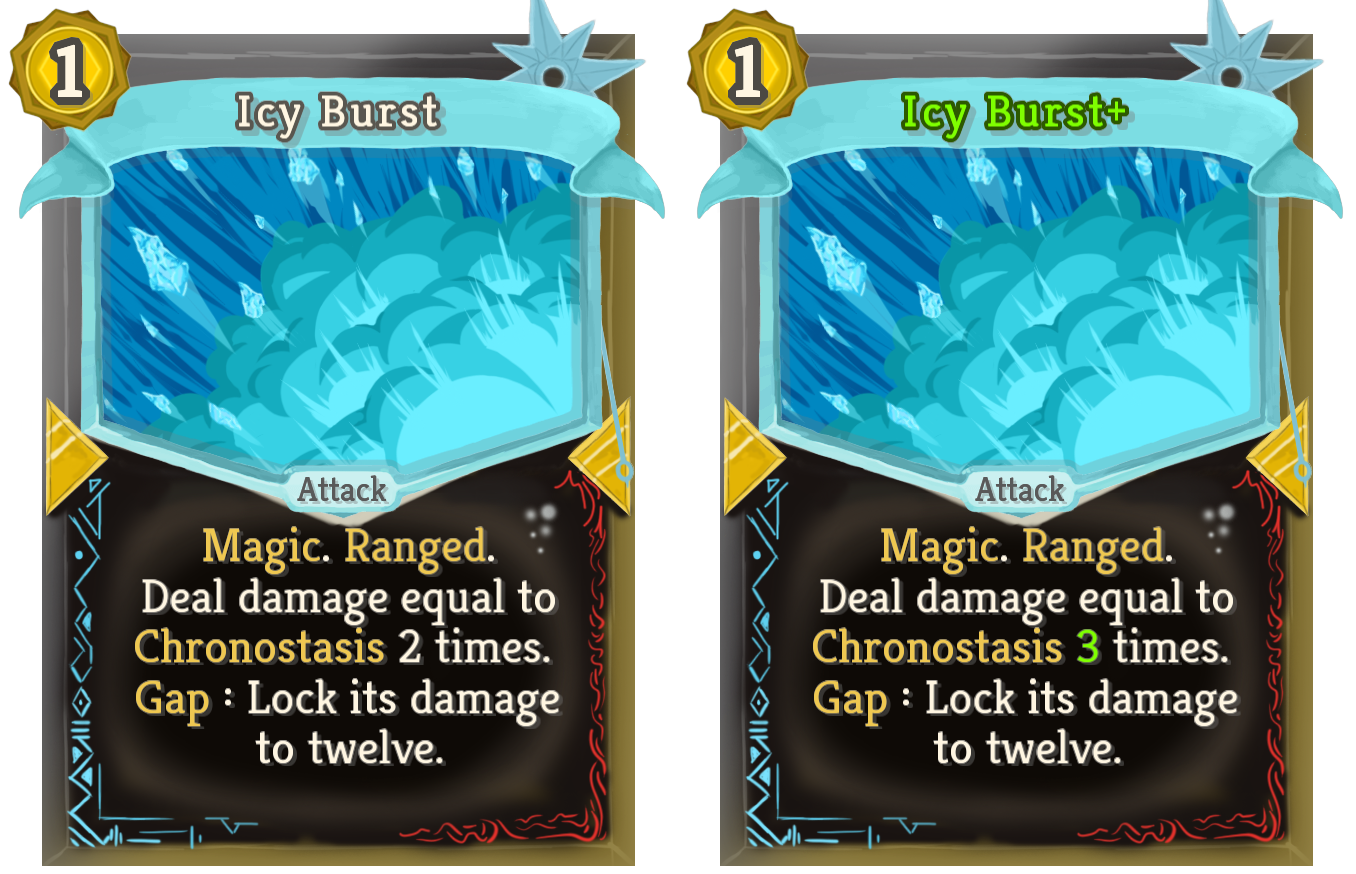 1
Icy Burst
Attack
Magic. Ranged.
Deal damage equal to
Chronostasis 2 times.
Gap : Lock its damage
to twelve.
1
Icy Burst+
Attack
Magic. Ranged.
Deal damage equal to
Chronostasis 3 times.
Gap : Lock its damage
to twelve.